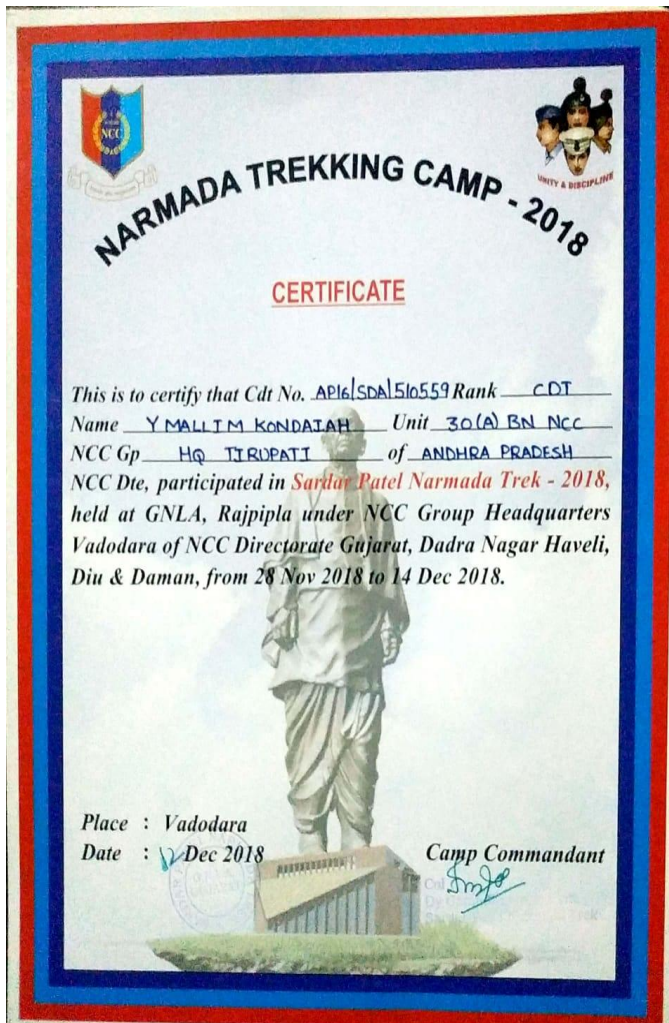 NCC
UNITY & DISCIPLINE
NARMADA TREKKING CAMP - 2018
CERTIFICATE
This is to certify that Cdt No. AP16/SDA/510559 Rank CDT
Name Y MALLIM KONDAIAH Unit 30(A) BN NCC
NCC Gp HQ TIRUPATI of ANDHRA PRADESH
NCC Dte, participated in Sardar Patel Narmada Trek - 2018,
held at GNLA, Rajpipla under NCC Group Headquarters
Vadodara of NCC Directorate Gujarat, Dadra Nagar Haveli,
Diu & Daman, from 28 Nov 2018 to 14 Dec 2018.
Place : Vadodara
Date : 12 Dec 2018
Camp Commandant